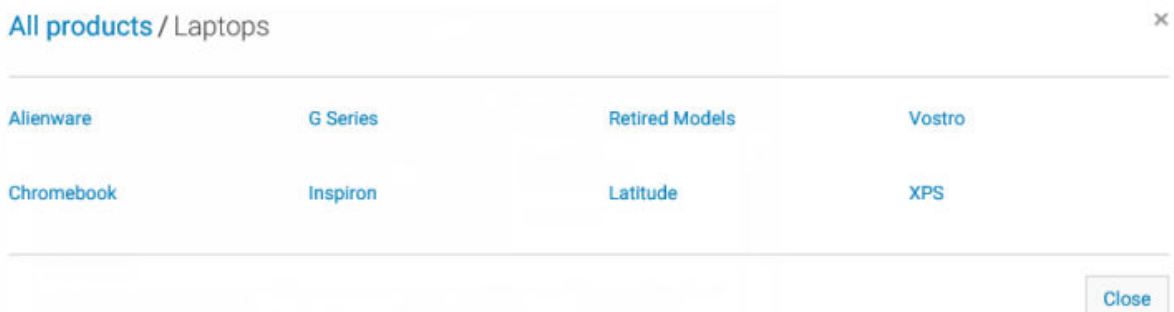 All products / Laptops ×
Alienware G Series Retired Models Vostro
Chromebook Inspiron Latitude XPS
Close